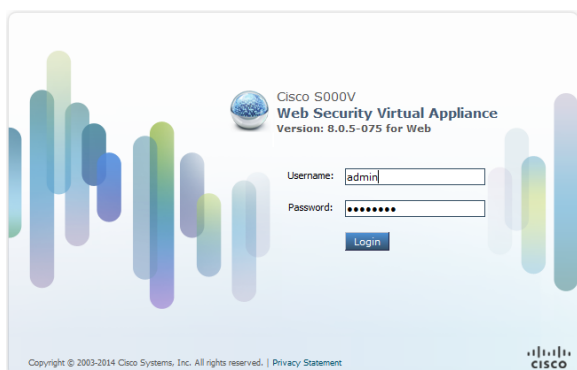 Cisco S000V
Web Security Virtual Appliance
Version: 8.0.5-075 for Web
Username: admin
Password: ••••••••
Login
Copyright © 2003-2014 Cisco Systems, Inc. All rights reserved. | Privacy Statement
CISCO